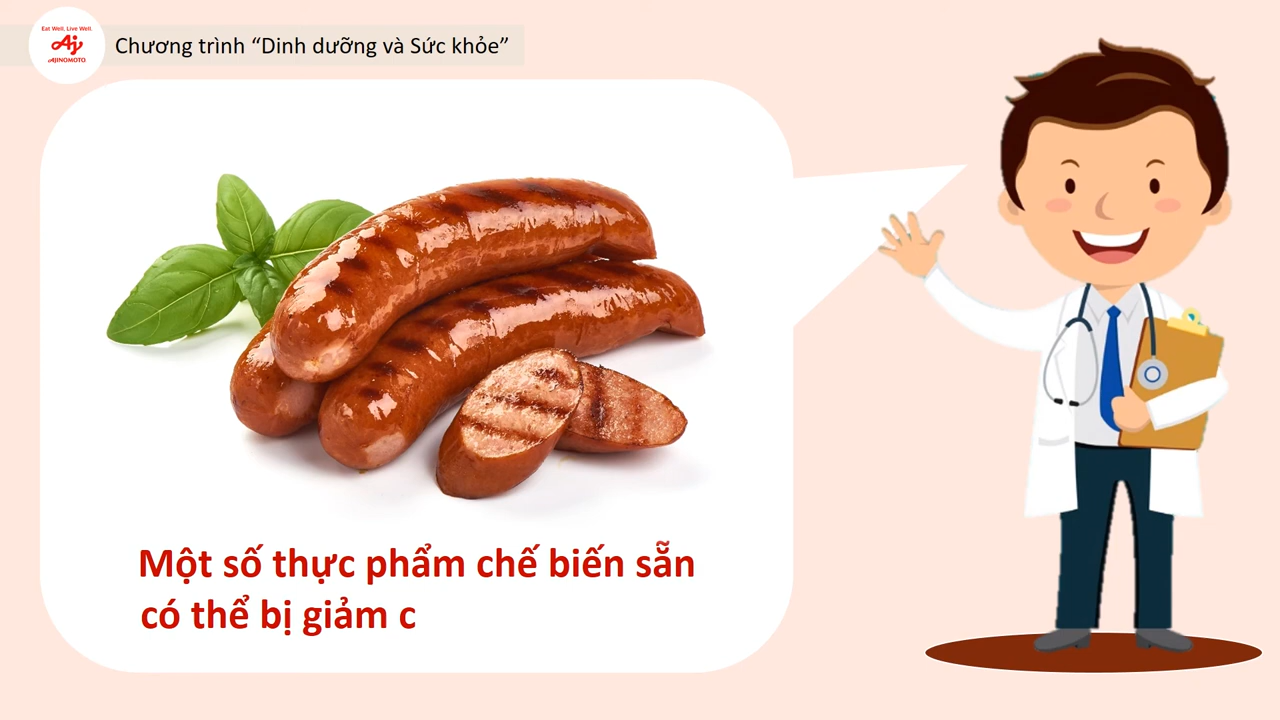 Eat Well, Live Well.
AJINOMOTO
Chương trình “Dinh dưỡng và Sức khỏe”
Một số thực phẩm chế biến sẵn
có thể bị giảm c